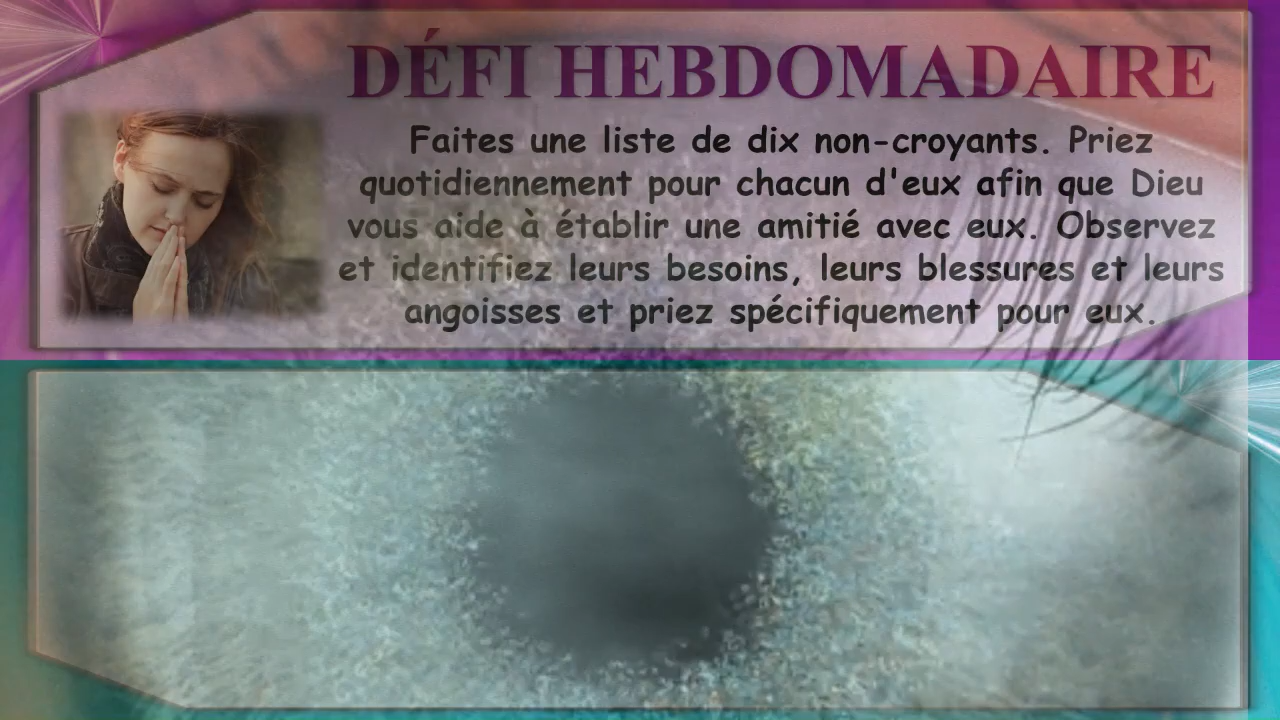 DÉFI HEBDOMADAIRE
Faites une liste de dix non-croyants. Priez
quotidiennement pour chacun d'eux afin que Dieu
vous aide à établir une amitié avec eux. Observez
et identifiez leurs besoins, leurs blessures et leurs
angoisses et priez spécifiquement pour eux.